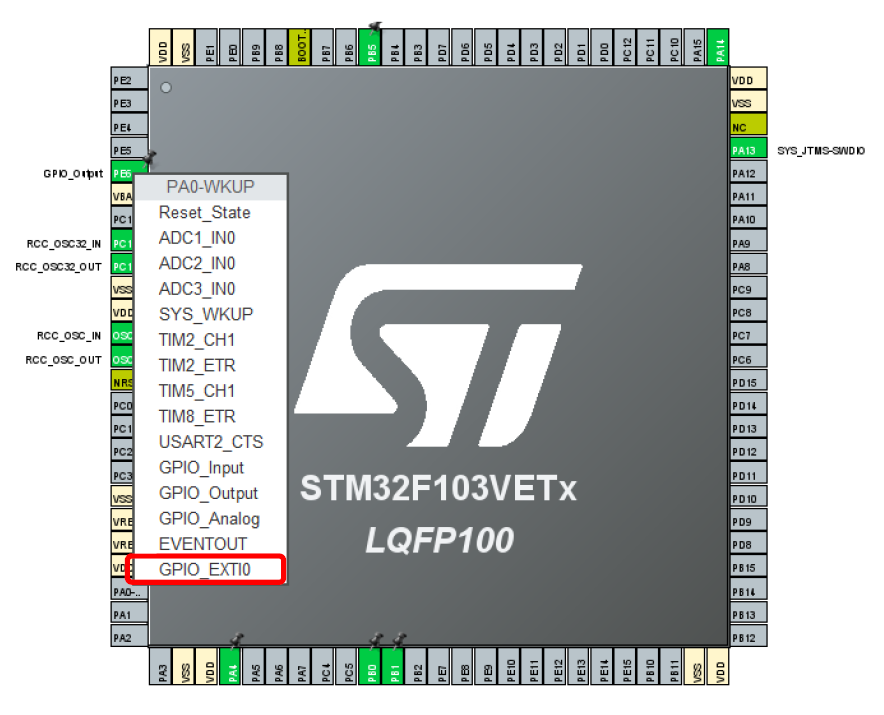 VDD
VSS
PE1
PE0
PB9
PB8
BOOT..
PB7
PB6
PB5
PB4
PB3
PD7
PD6
PD5
PD4
PD3
PD2
PD1
PD0
PC12
PC11
PC10
PA15
PA14
PE2
PE3
PE4
PE5
GPIO_Output PE6
VBA
PC1
RCC_OSC32_IN PC1
RCC_OSC32_OUT PC1
VSS
VDD
RCC_OSC_IN OSC
RCC_OSC_OUT OSC
NRS
PC0
PC1
PC2
PC3
VSS
VRE
VRE
VDD
PA0-..
PA1
PA2
PA0-WKUP
Reset_State
ADC1_IN0
ADC2_IN0
ADC3_IN0
SYS_WKUP
TIM2_CH1
TIM2_ETR
TIM5_CH1
TIM8_ETR
USART2_CTS
GPIO_Input
GPIO_Output
GPIO_Analog
EVENTOUT
GPIO_EXTI0
STM32F103VETx
LQFP100
VDD
VSS
NC
PA13 SYS_JTMS-SWDIO
PA12
PA11
PA10
PA9
PA8
PC9
PC8
PC7
PC6
PD15
PD14
PD13
PD12
PD11
PD10
PD9
PD8
PB15
PB14
PB13
PB12
PA3
VSS
VDD
PA4
PA5
PA6
PA7
PC4
PC5
PB0
PB1
PB2
PE7
PE8
PE9
PE10
PE11
PE12
PE13
PE14
PE15
PB10
PB11
VSS
VDD